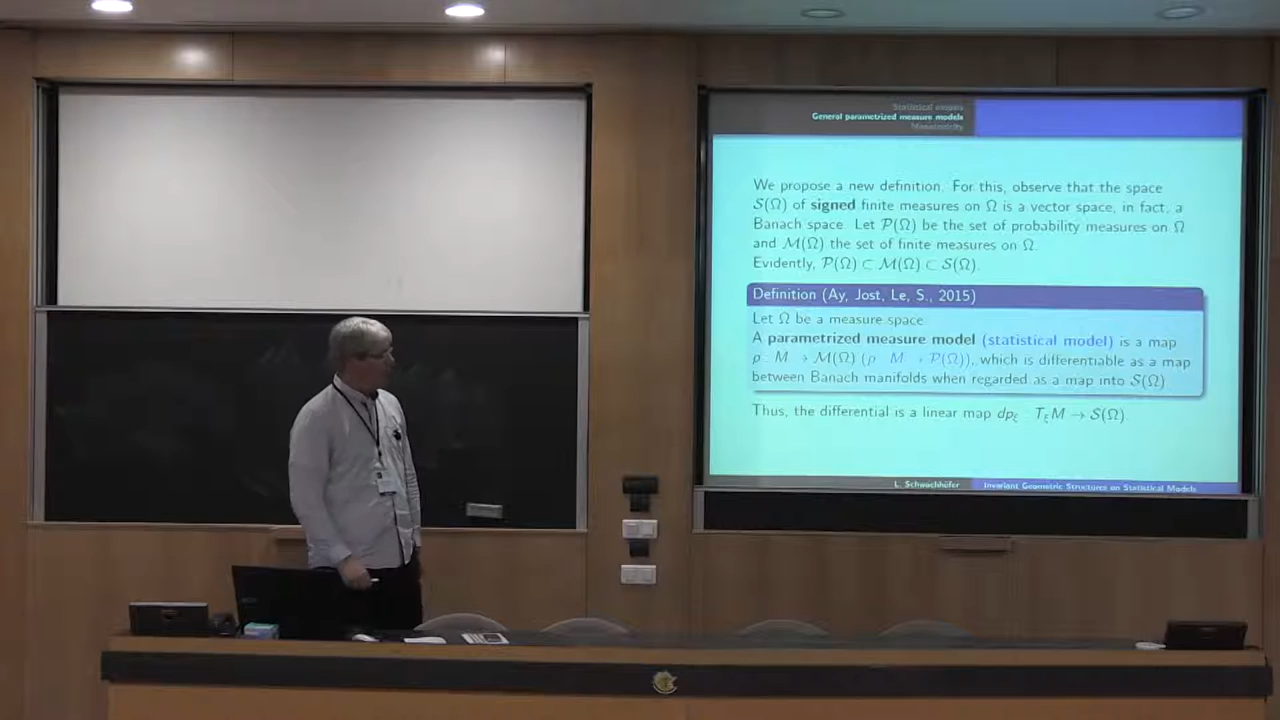 Statistical models
General parametrized measure models
Monotonicity
We propose a new definition. For this, observe that the space
𝒮(Ω) of signed finite measures on Ω is a vector space, in fact, a
Banach space. Let 𝒫(Ω) be the set of probability measures on Ω
and ℳ(Ω) the set of finite measures on Ω.
Evidently, 𝒫(Ω) ⊂ ℳ(Ω) ⊂ 𝒮(Ω).
Definition (Ay, Jost, Le, S., 2015)
Let Ω be a measure space
A parametrized measure model (statistical model) is a map
p : M → ℳ(Ω) (p : M → 𝒫(Ω)), which is differentiable as a map
between Banach manifolds when regarded as a map into 𝒮(Ω)
Thus, the differential is a linear map dp_ξ : T_ξM → 𝒮(Ω).
L. Schwachhöfer Invariant Geometric Structures on Statistical Models